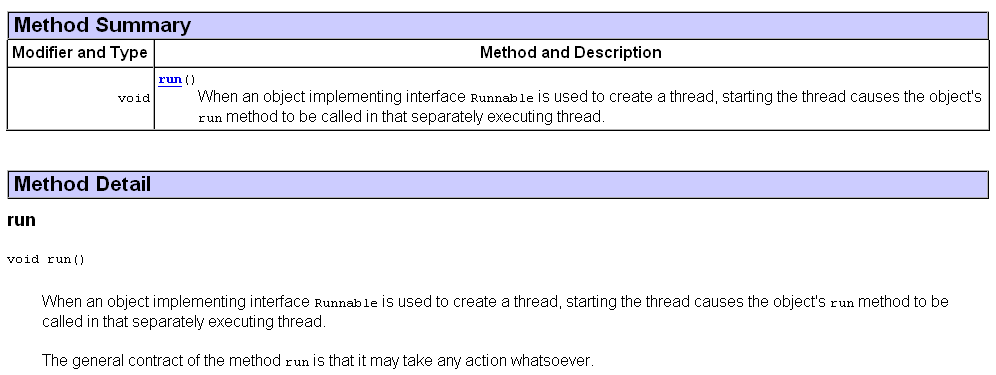 Method Summary
Modifier and Type Method and Description
void run()
When an object implementing interface Runnable is used to create a thread, starting the thread causes the object's
run method to be called in that separately executing thread.
Method Detail
run
void run()
When an object implementing interface Runnable is used to create a thread, starting the thread causes the object's run method to be
called in that separately executing thread.
The general contract of the method run is that it may take any action whatsoever.